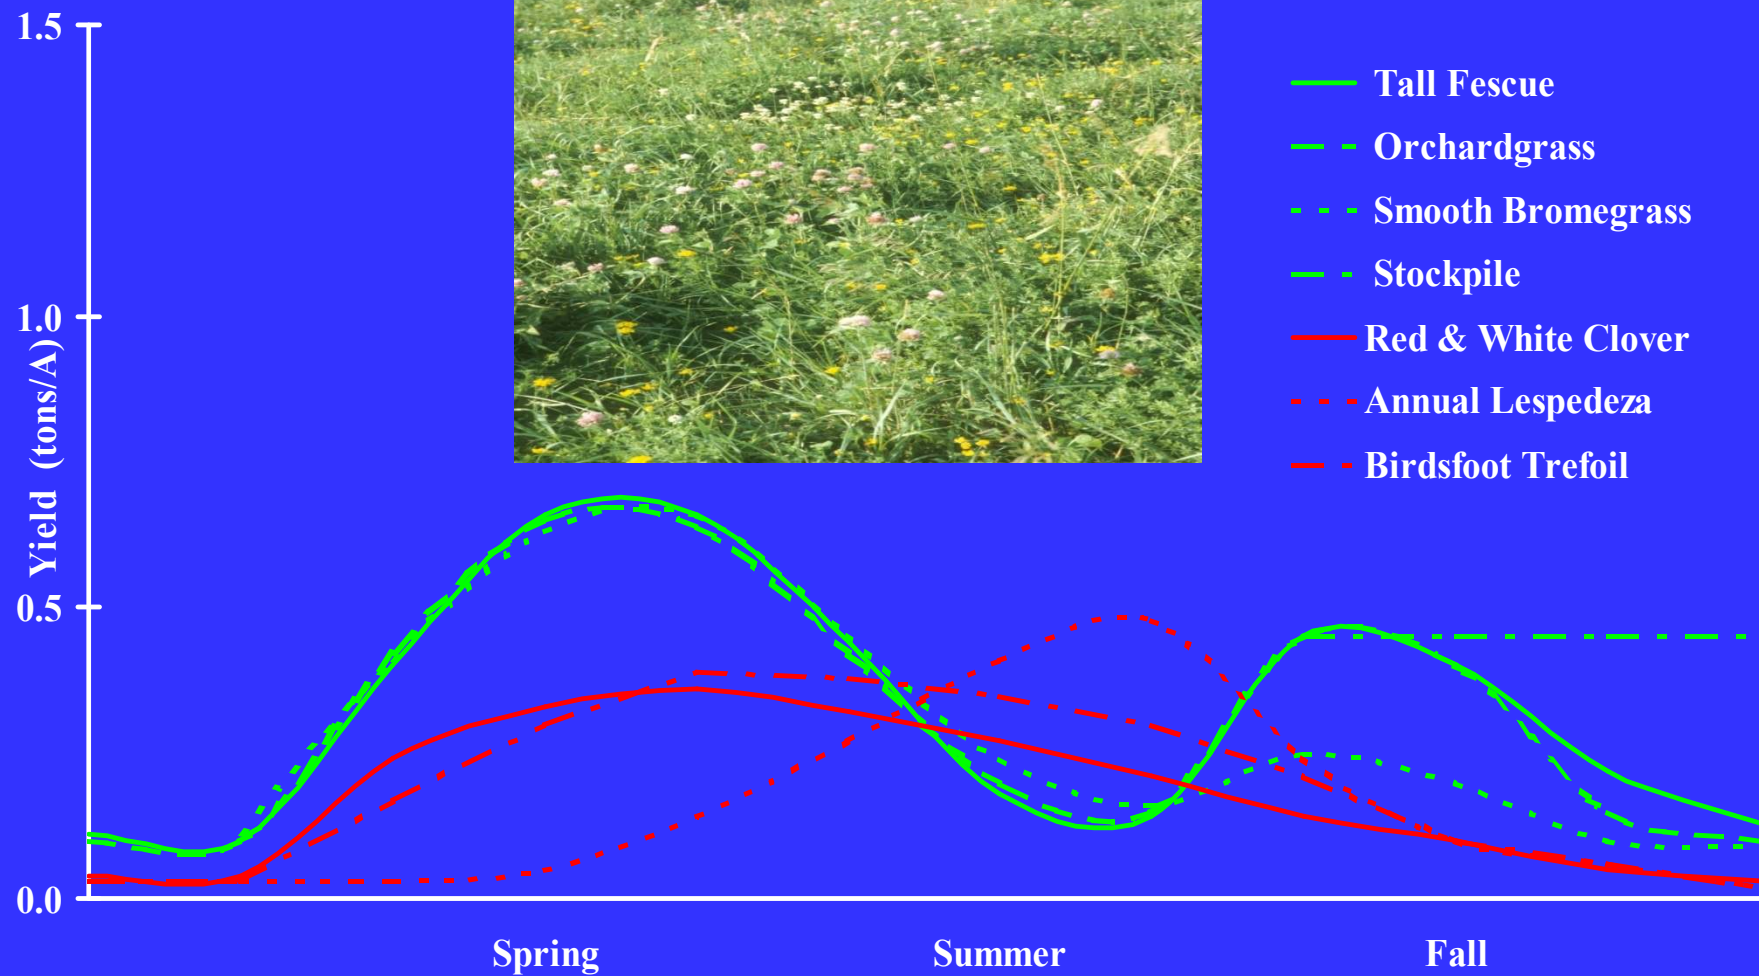 1.5
1.0
0.5
0.0
Yield (tons/A)
Tall Fescue
Orchardgrass
Smooth Bromegrass
Stockpile
Red & White Clover
Annual Lespedeza
Birdsfoot Trefoil
Spring
Summer
Fall